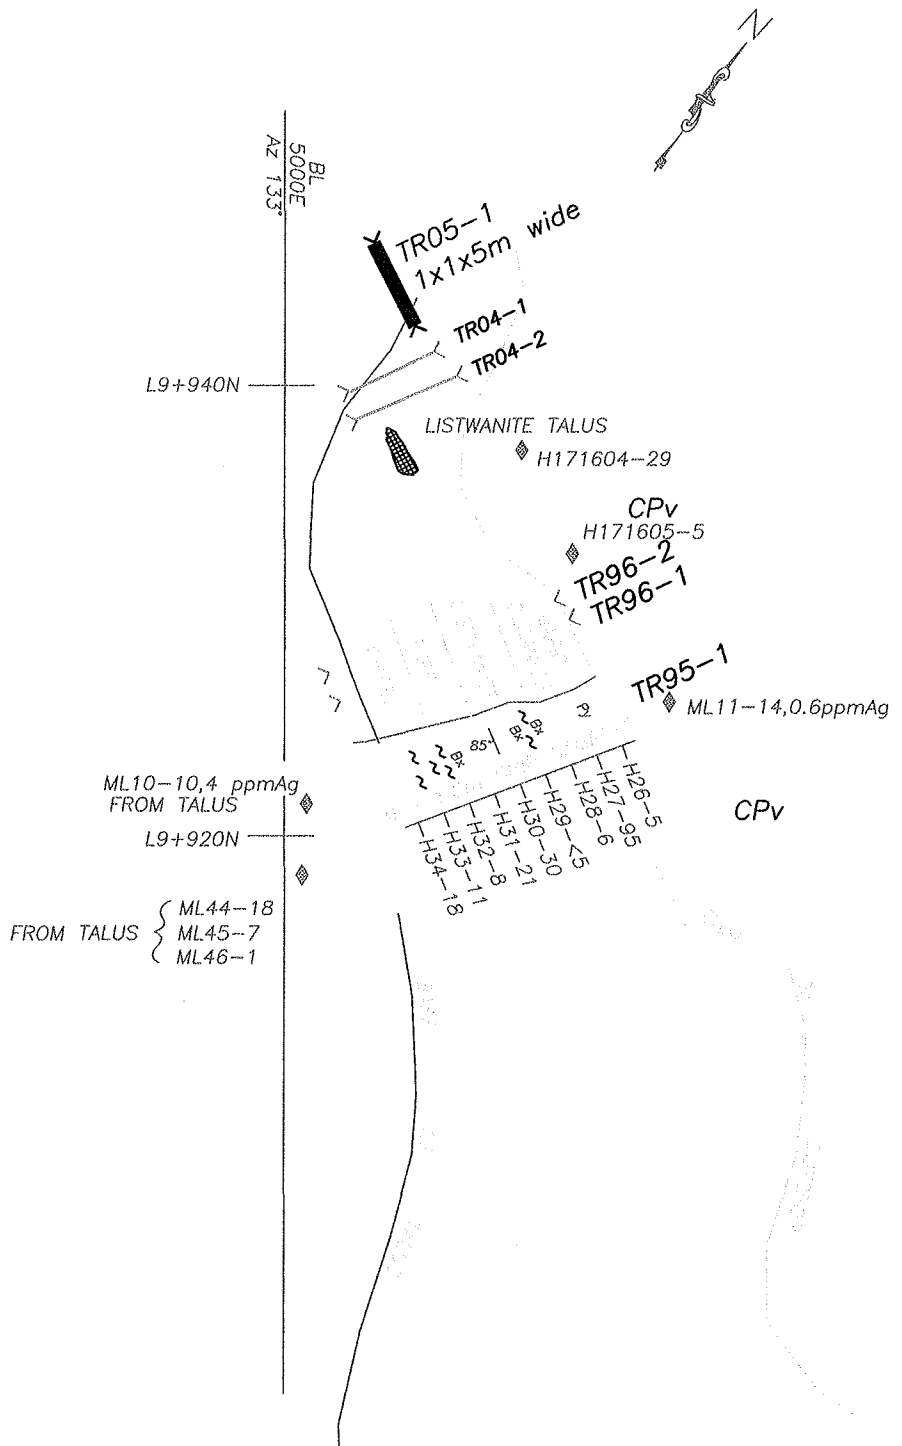 N
BL
5000E
Az 133°
TR05-1
1x1x5m wide
TR04-1
TR04-2
L9+940N
LISTWANITE TALUS
H171604-29
CPv
H171605-5
TR96-2
TR96-1
TR95-1
ML11-14,0.6ppmAg
Bx
85°
Bx
Bx
ML10-10,4 ppmAg
FROM TALUS
L9+920N
CPv
H26-5
H27-95
H28-6
H29-<5
H30-30
H31-21
H32-8
H33-11
H34-18
ML44-18
FROM TALUS ML45-7
ML46-1